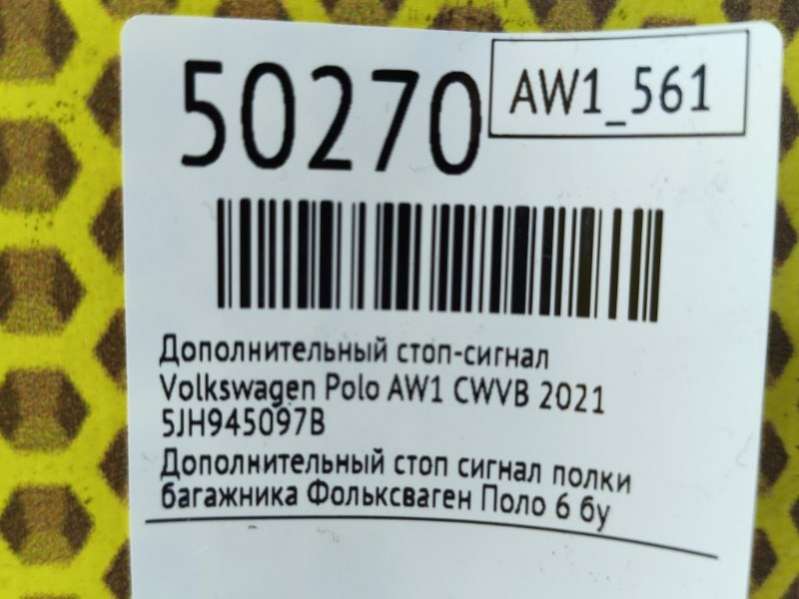 50270
AW1_561
Дополнительный стоп-сигнал
Volkswagen Polo AW1 CWVB 2021
5JH945097B
Дополнительный стоп сигнал полки
багажника Фольксваген Поло 6 бу